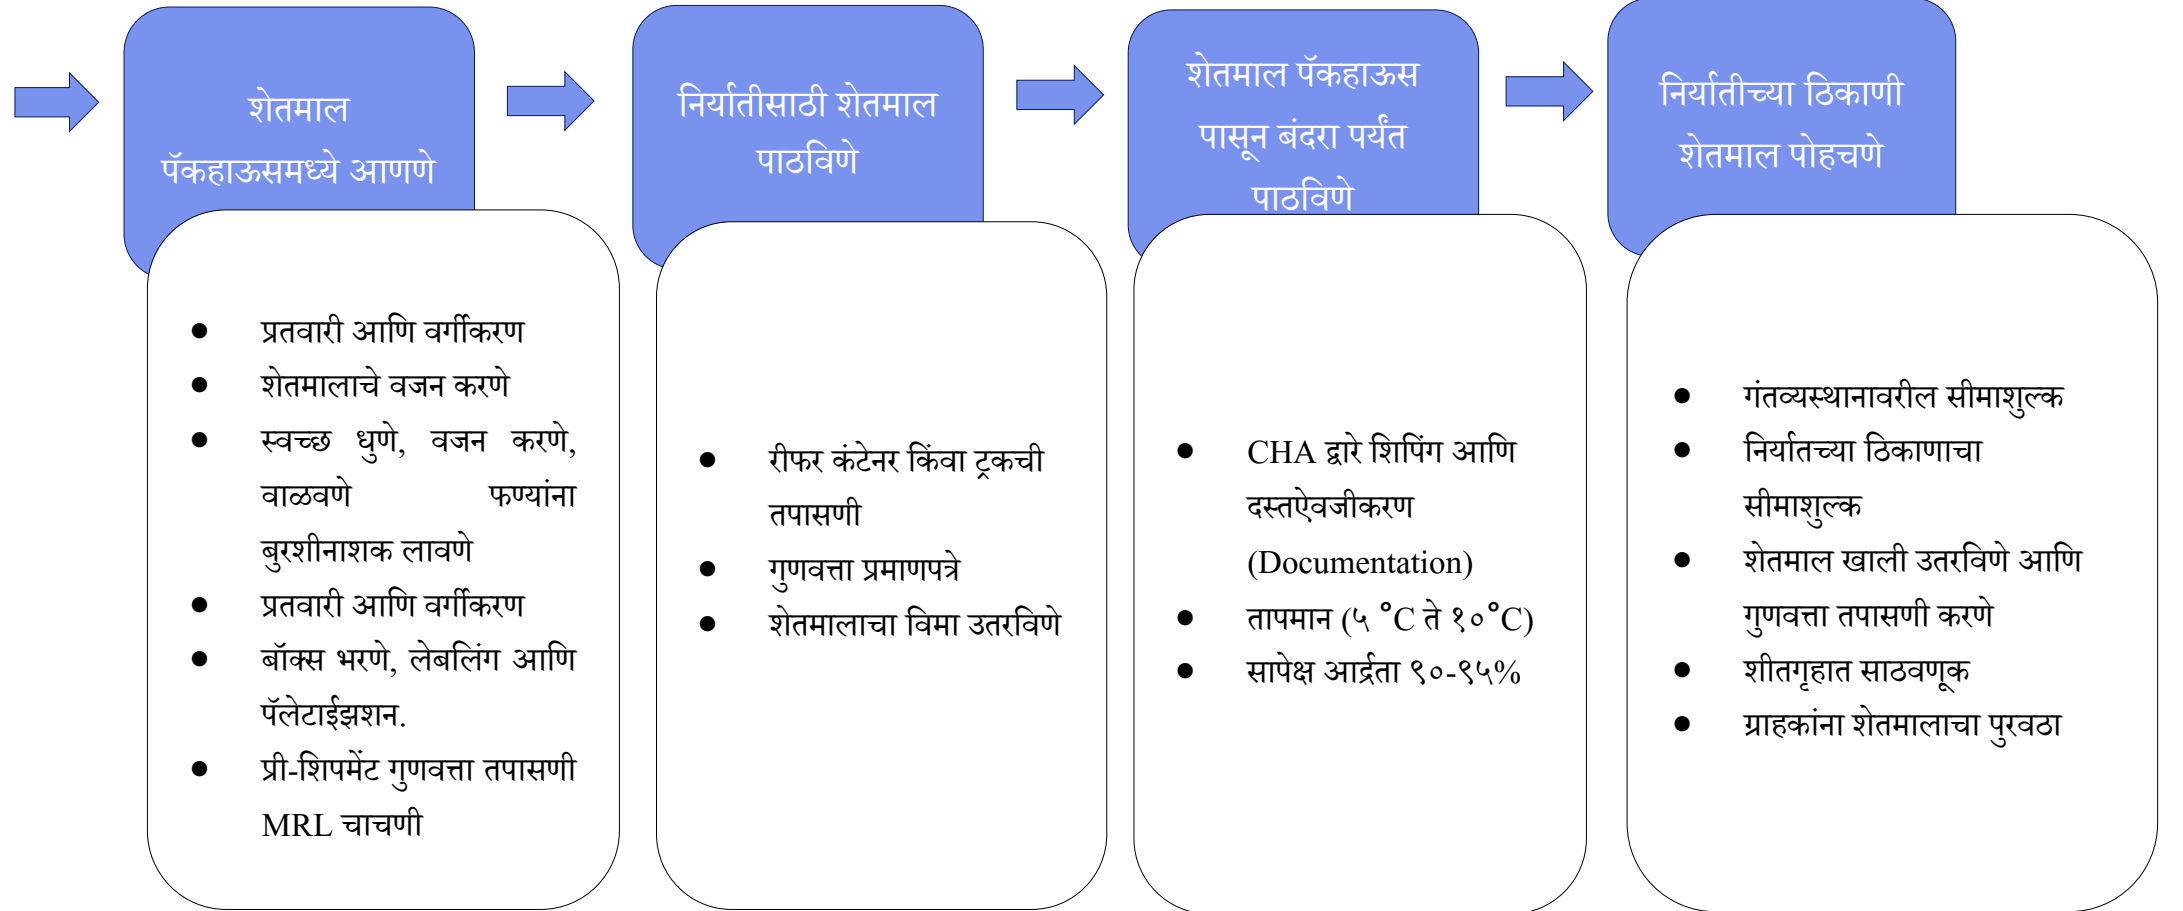 शेतमाल
पॅकहाऊसमध्ये आणणे
प्रतवारी आणि वर्गीकरण
शेतमालाचे वजन करणे
स्वच्छ धुणे, वजन करणे,
वाळवणे फण्यांना
बुरशीनाशक लावणे
प्रतवारी आणि वर्गीकरण
बॉक्स भरणे, लेबलिंग आणि
पॅलेटाईझशन.
प्री-शिपमेंट गुणवत्ता तपासणी
MRL चाचणी
निर्यातीसाठी शेतमाल
पाठविणे
रीफर कंटेनर किंवा ट्रकची
तपासणी
गुणवत्ता प्रमाणपत्रे
शेतमालाचा विमा उतरविणे
शेतमाल पॅकहाऊस
पासून बंदरा पर्यंत
पाठविणे
CHA द्वारे शिपिंग आणि
दस्तऐवजीकरण
(Documentation)
तापमान (५ °C ते १०°C)
सापेक्ष आर्द्रता ९०-९५%
निर्यातीच्या ठिकाणी
शेतमाल पोहचणे
गंतव्यस्थानावरील सीमाशुल्क
निर्यातच्या ठिकाणाचा
सीमाशुल्क
शेतमाल खाली उतरविणे आणि
गुणवत्ता तपासणी करणे
शीतगृहात साठवणूक
ग्राहकांना शेतमालाचा पुरवठा